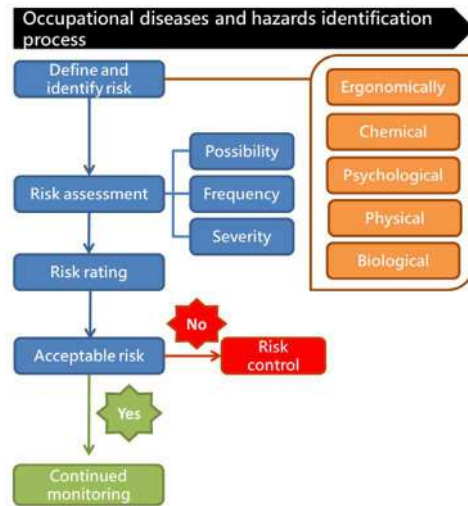 Occupational diseases and hazards identification
process
Define and
identify risk
Ergonomically
Chemical
Psychological
Physical
Biological
Risk assessment
Possibility
Frequency
Severity
Risk rating
Acceptable risk
No
Risk
control
Yes
Continued
monitoring